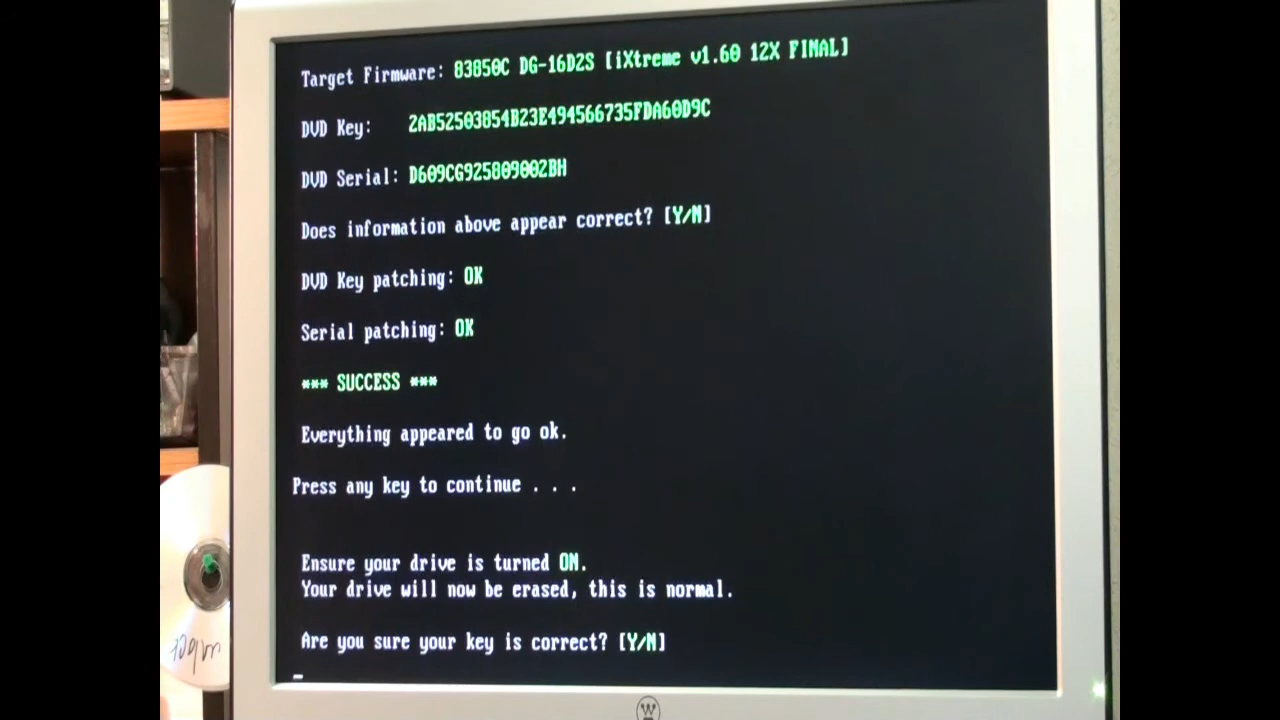 Target Firmware: 83850C DG-16D2S [iXtreme v1.60 12X FINAL]
DVD Key: 2AB52503854B23E494566735FDA60D9C
DVD Serial: D609CG925809002BH
Does information above appear correct? [Y/N]
DVD Key patching: OK
Serial patching: OK
*** SUCCESS ***
Everything appeared to go ok.
Press any key to continue . . .
Ensure your drive is turned ON.
Your drive will now be erased, this is normal.
Are you sure your key is correct? [Y/N]